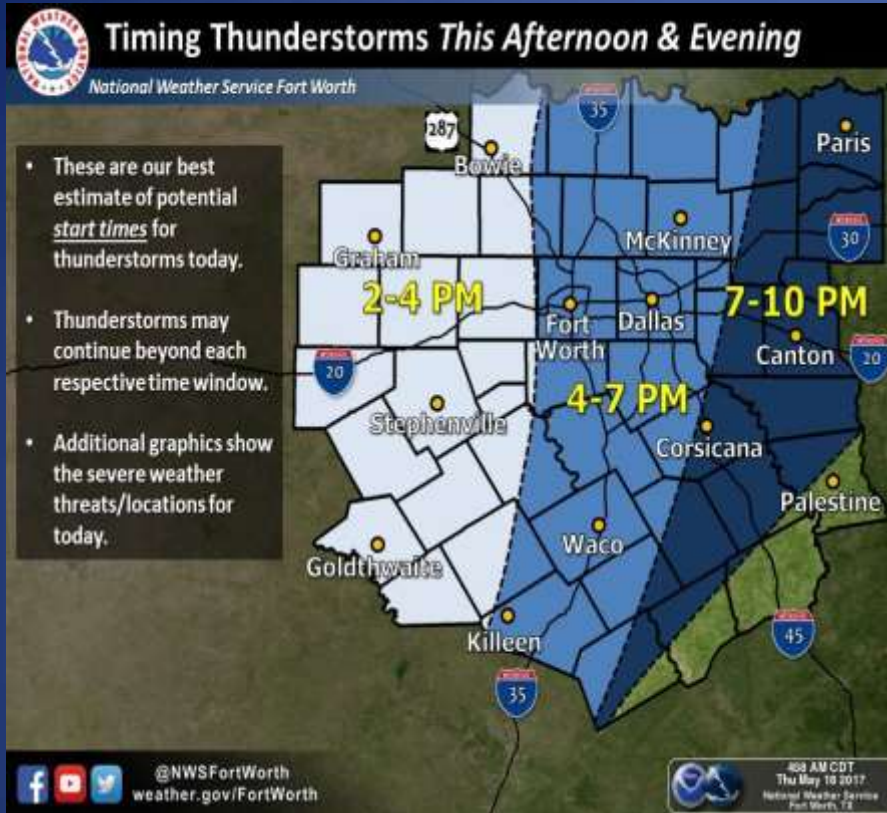 Timing Thunderstorms This Afternoon & Evening
NATIONAL WEATHER SERVICE
National Weather Service Fort Worth
• These are our best
estimate of potential
start times for
thunderstorms today.
• Thunderstorms may
continue beyond each
respective time window.
• Additional graphics show
the severe weather
threats/locations for
today.
287
35
Bowie
Paris
McKinney
30
Graham
2-4 PM
7-10 PM
Fort
Worth
Dallas
Canton
20
20
4-7 PM
Stephenville
Corsicana
Palestine
Waco
Goldthwaite
Killeen
45
35
@NWSFortWorth
weather.gov/FortWorth
458 AM CDT
Thu May 18 2017
National Weather Service
Fort Worth, TX